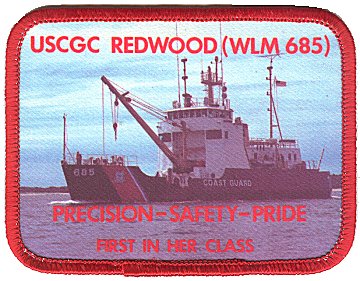 USCGC REDWOOD (WLM 685)
685
COAST GUARD
PRECISION-SAFETY-PRIDE
FIRST IN HER CLASS